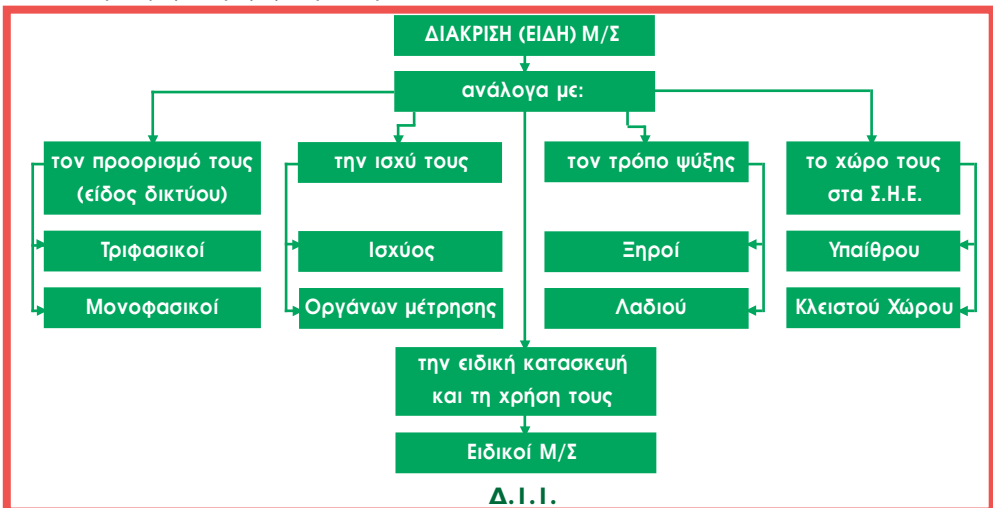 ΔΙΑΚΡΙΣΗ (ΕΙΔΗ) Μ/Σ
ανάλογα με:
τον προορισμό τους
(είδος δικτύου)
Τριφασικοί
Μονοφασικοί
την ισχύ τους
Ισχύος
Οργάνων μέτρησης
τον τρόπο ψύξης
Ξηροί
Λαδιού
το χώρο τους
στα Σ.Η.Ε.
Υπαίθρου
Κλειστού Χώρου
την ειδική κατασκευή
και τη χρήση τους
Ειδικοί Μ/Σ
Δ.Ι.Ι.